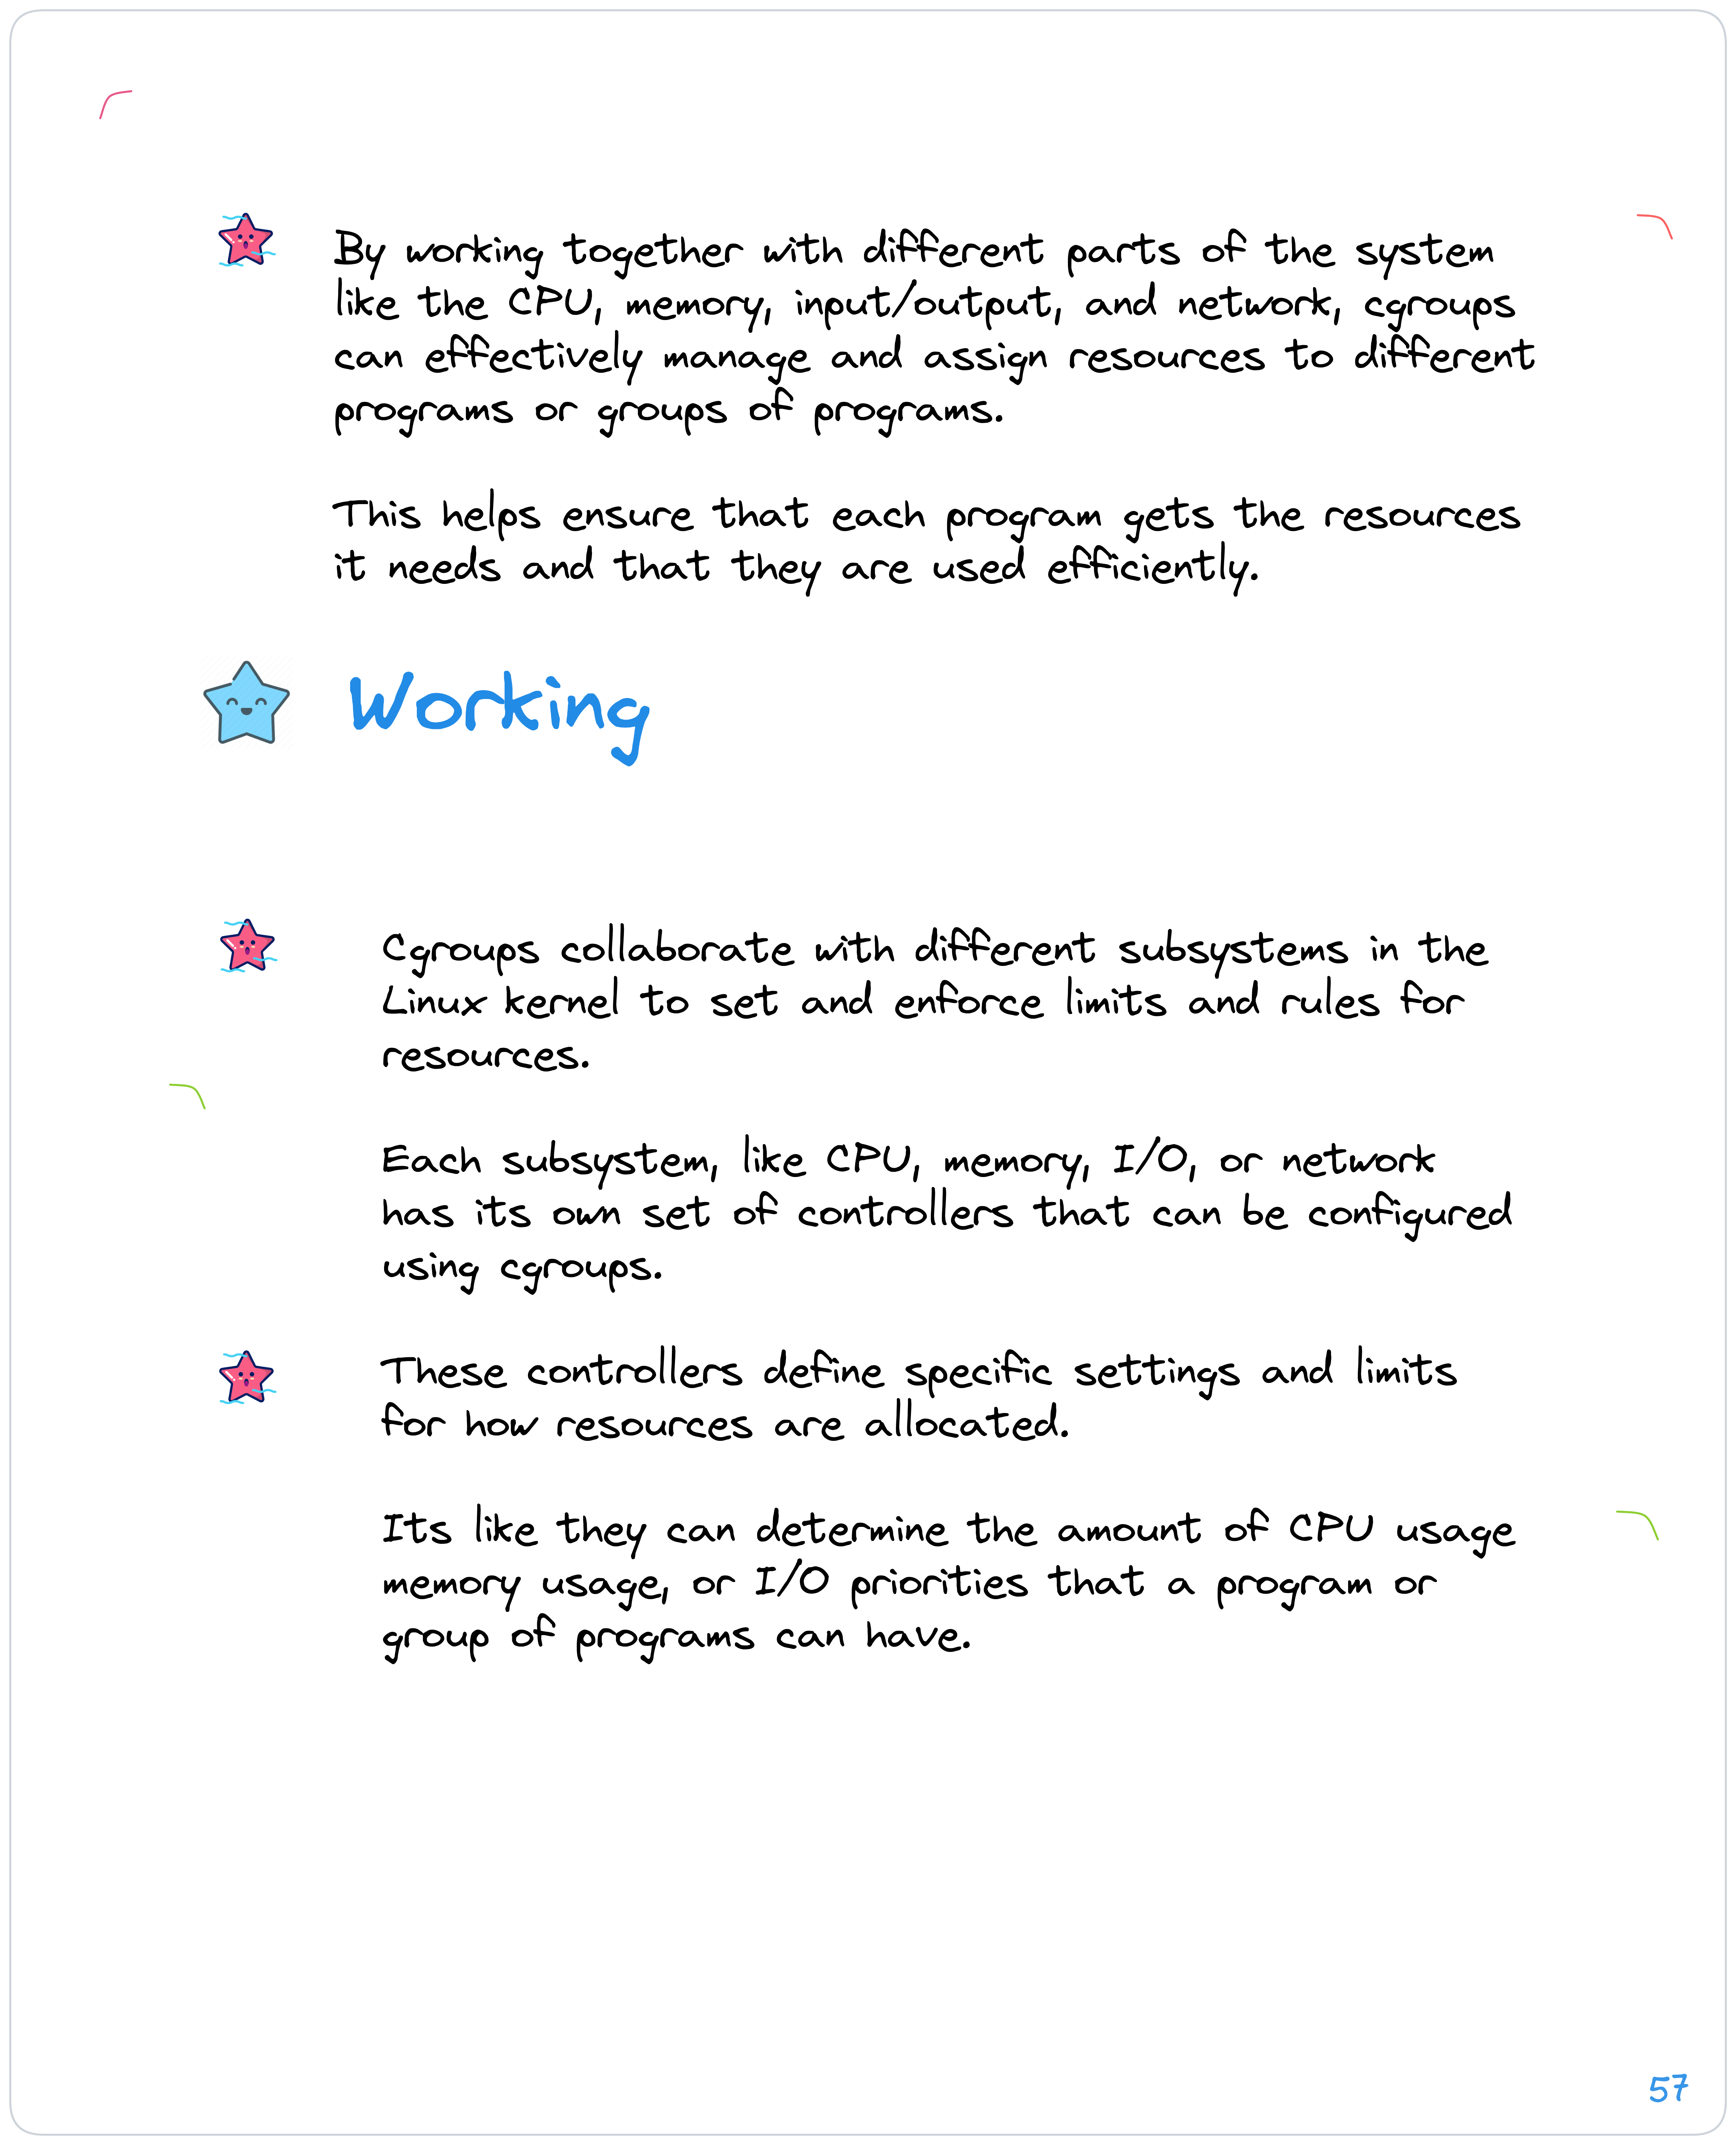 By working together with different parts of the system
like the CPU, memory, input/output, and network, cgroups
can effectively manage and assign resources to different
programs or groups of programs.
This helps ensure that each program gets the resources
it needs and that they are used efficiently.
Working
Cgroups collaborate with different subsystems in the
Linux kernel to set and enforce limits and rules for
resources.
Each subsystem, like CPU, memory, I/O, or network
has its own set of controllers that can be configured
using cgroups.
These controllers define specific settings and limits
for how resources are allocated.
Its like they can determine the amount of CPU usage
memory usage, or I/O priorities that a program or
group of programs can have.
57